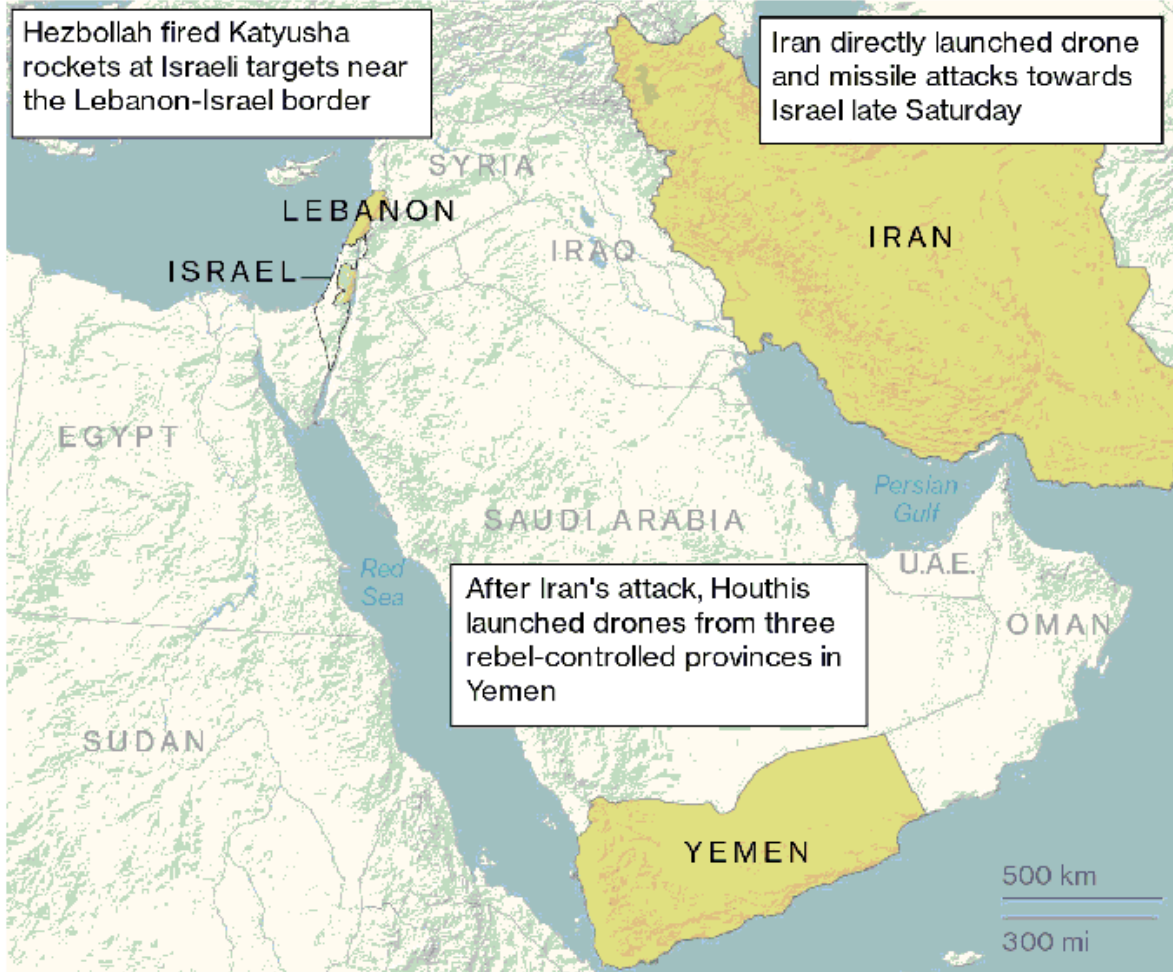 Hezbollah fired Katyusha
rockets at Israeli targets near
the Lebanon-Israel border
Iran directly launched drone
and missile attacks towards
Israel late Saturday
SYRIA
LEBANON
IRAQ
IRAN
ISRAEL
EGYPT
Persian
Gulf
SAUDI ARABIA
Red
Sea
U.A.E.
After Iran's attack, Houthis
launched drones from three
rebel-controlled provinces in
Yemen
OMAN
SUDAN
YEMEN
500 km
300 mi